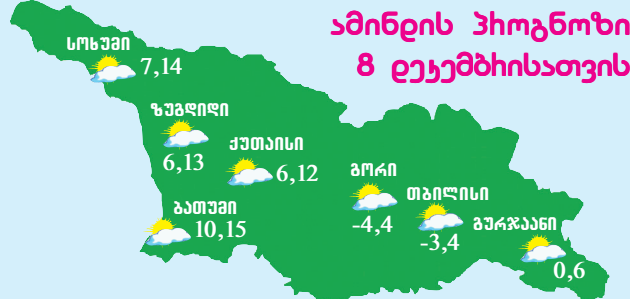 ამინდის პროგნოზი
8 დეკემბრისათვის
სოხუმი
7,14
ზუგდიდი
6,13
ქუთაისი
6,12
ბათუმი
10,15
გორი
-4,4
თბილისი
-3,4
გურჯაანი
0,6